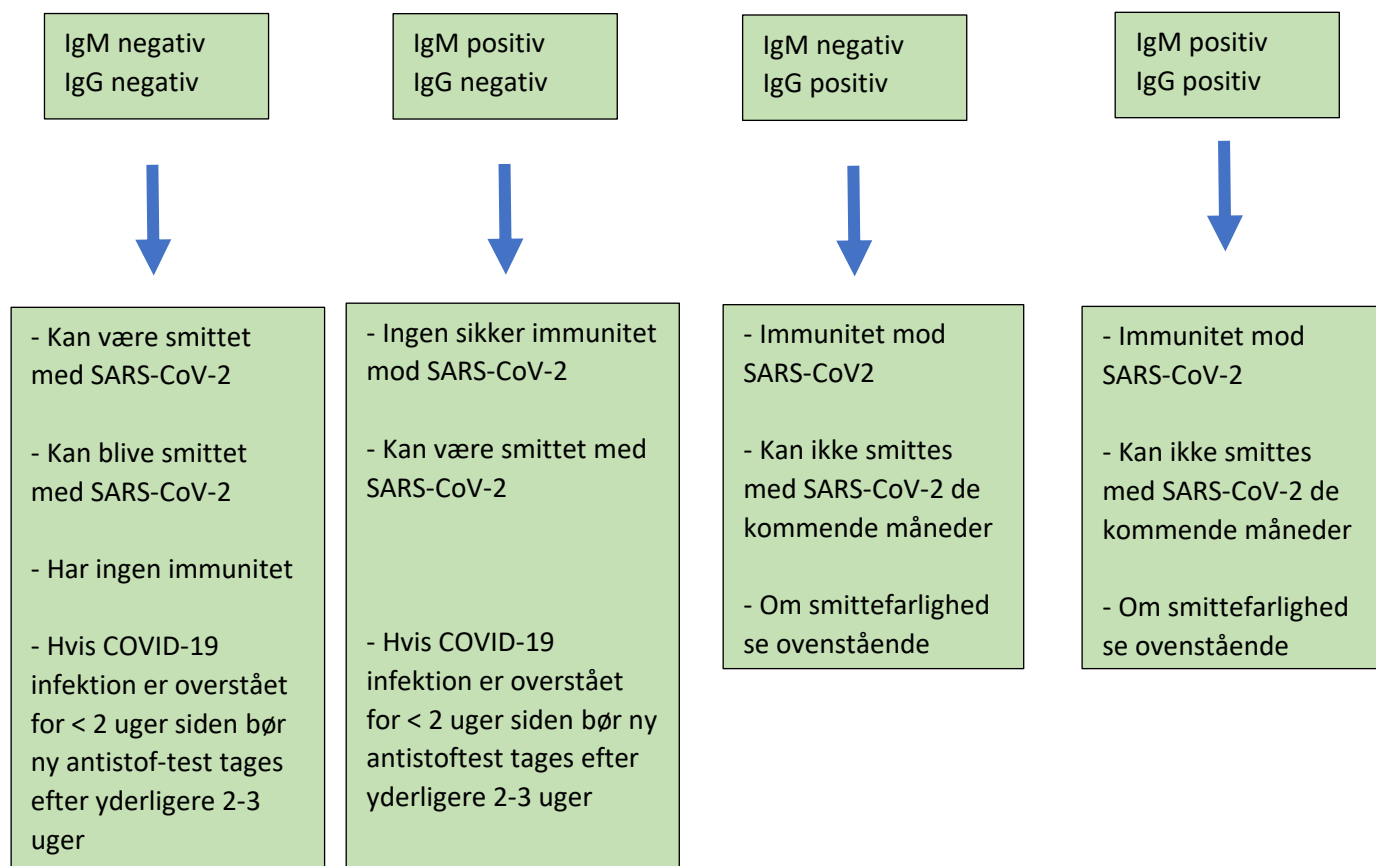 IgM negativ
IgG negativ
IgM positiv
IgG negativ
IgM negativ
IgG positiv
IgM positiv
IgG positiv
- Kan være smittet
med SARS-CoV-2
- Kan blive smittet
med SARS-CoV-2
- Har ingen immunitet
- Hvis COVID-19
infektion er overstået
for < 2 uger siden bør
ny antistof-test tages
efter yderligere 2-3
uger
- Ingen sikker immunitet
mod SARS-CoV-2
- Kan være smittet med
SARS-CoV-2
- Hvis COVID-19
infektion er overstået
for < 2 uger siden bør ny
antistoftest tages efter
yderligere 2-3 uger
- Immunitet mod
SARS-CoV2
- Kan ikke smittes
med SARS-CoV-2 de
kommende måneder
- Om smittefarlighed
se ovenstående
- Immunitet mod
SARS-CoV-2
- Kan ikke smittes
med SARS-CoV-2 de
kommende måneder
- Om smittefarlighed
se ovenstående